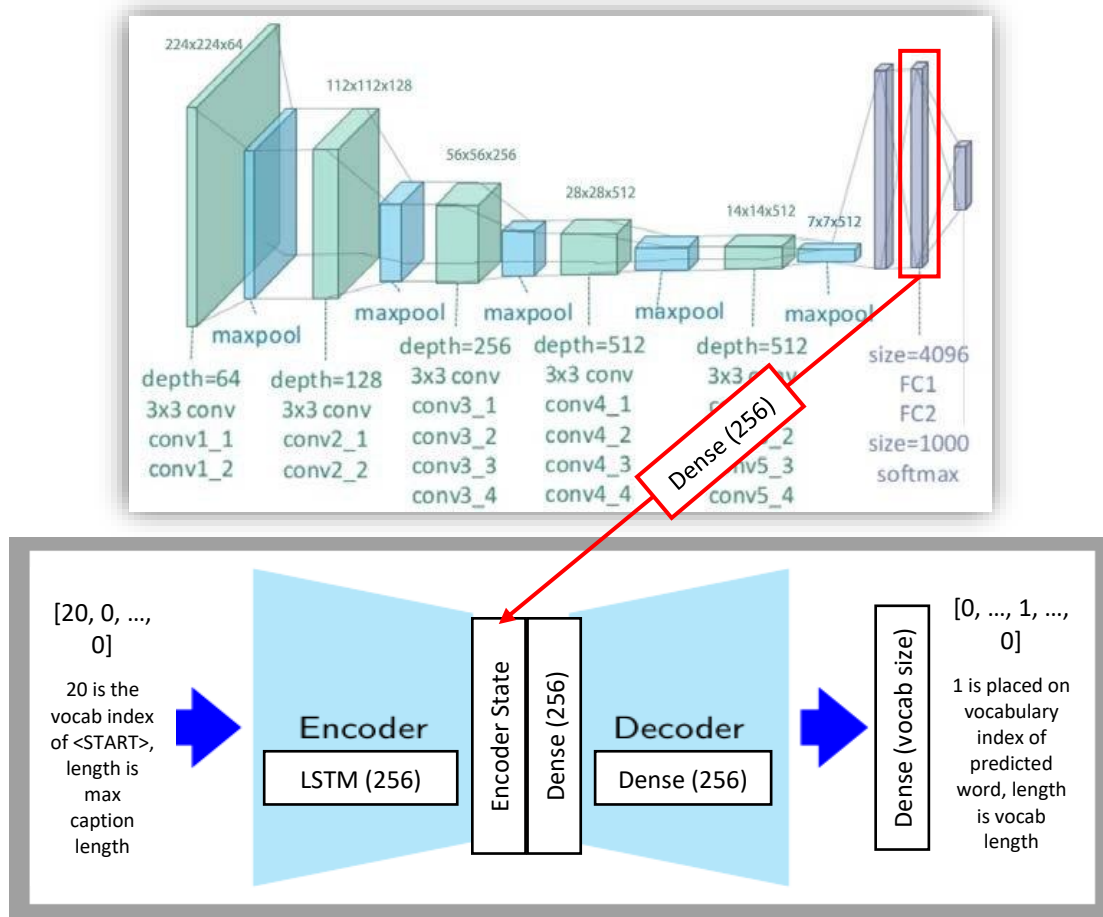 224x224x64
112x112x128
56x56x256
28x28x512
14x14x512
7x7x512
maxpool
maxpool
maxpool
maxpool
maxpool
depth=64
3x3 conv
conv1_1
conv1_2
depth=128
3x3 conv
conv2_1
conv2_2
depth=256
3x3 conv
conv3_1
conv3_2
conv3_3
conv3_4
depth=512
3x3 conv
conv4_1
conv4_2
conv4_3
conv4_4
depth=512
conv5_4
size=4096
FC1
FC2
size=1000
softmax
Dense (256)
[20, 0, …,
0]
20 is the
vocab index
of <START>,
length is
max
caption
length
Encoder
LSTM (256)
Encoder State
Dense (256)
Decoder
Dense (256)
Dense (vocab size)
[0, …, 1, …,
0]
1 is placed on
vocabulary
index of
predicted
word, length
is vocab
length